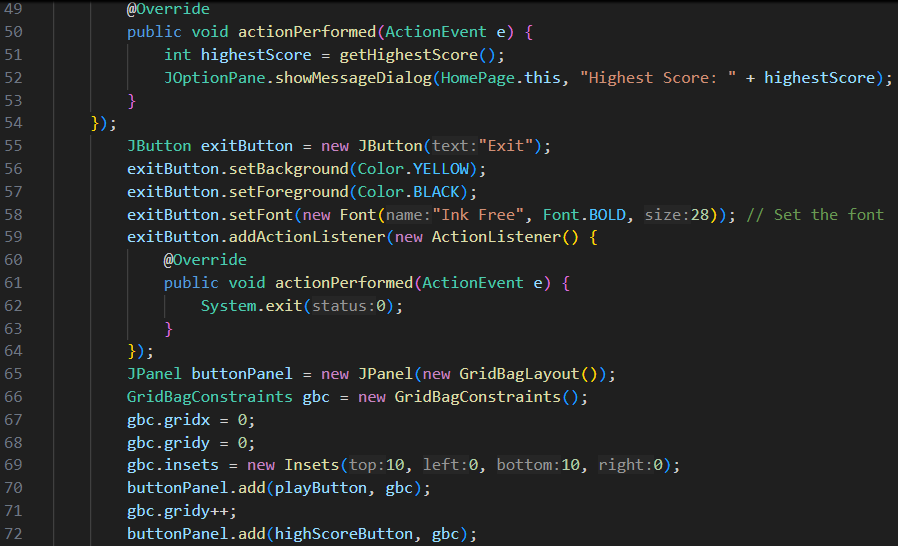 49 @Override
50 public void actionPerformed(ActionEvent e) {
51 int highestScore = getHighestScore();
52 JOptionPane.showMessageDialog(HomePage.this, "Highest Score: " + highestScore);
53 }
54 });
55 JButton exitButton = new JButton(text:"Exit");
56 exitButton.setBackground(Color.YELLOW);
57 exitButton.setForeground(Color.BLACK);
58 exitButton.setFont(new Font(name:"Ink Free", Font.BOLD, size:28)); // Set the font
59 exitButton.addActionListener(new ActionListener() {
60 @Override
61 public void actionPerformed(ActionEvent e) {
62 System.exit(status:0);
63 }
64 });
65 JPanel buttonPanel = new JPanel(new GridBagLayout());
66 GridBagConstraints gbc = new GridBagConstraints();
67 gbc.gridx = 0;
68 gbc.gridy = 0;
69 gbc.insets = new Insets(top:10, left:0, bottom:10, right:0);
70 buttonPanel.add(playButton, gbc);
71 gbc.gridy++;
72 buttonPanel.add(highScoreButton, gbc);